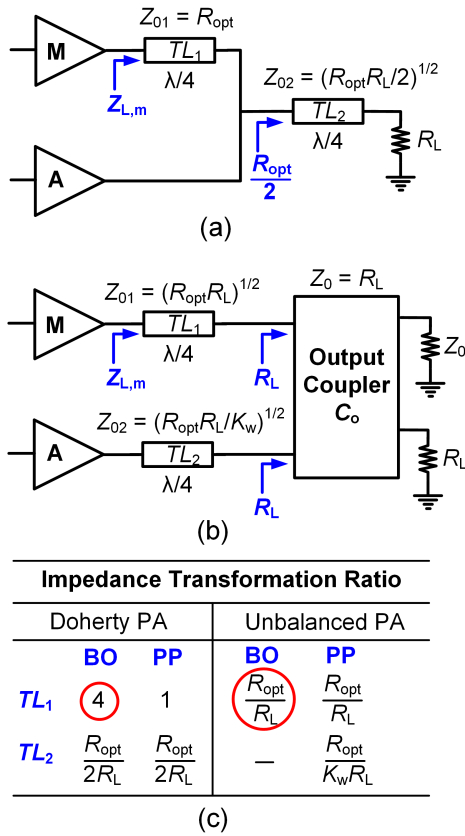 Z01 = Ropt
M
TL1
λ/4
ZL,m
Z02 = (RoptRL/2)1/2
TL2
λ/4
RL
Ropt
2
A
(a)
Z01 = (RoptRL)1/2
Z0 = RL
M
TL1
λ/4
ZL,m
RL
Output
Coupler
Co
Z0
Z02 = (RoptRL/Kw)1/2
A
TL2
λ/4
RL
RL
(b)
Impedance Transformation Ratio
Doherty PA Unbalanced PA
BO PP BO PP
TL1 4 1 Ropt/RL Ropt/RL
TL2 Ropt/2RL Ropt/2RL – Ropt/KwRL
(c)